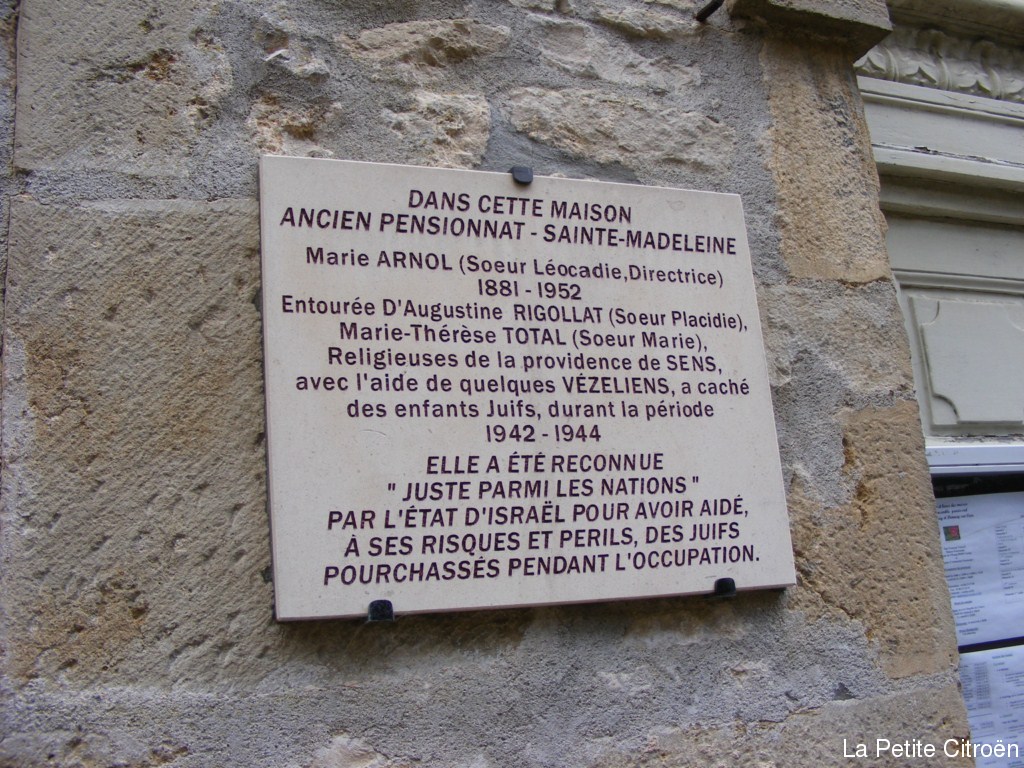 DANS CETTE MAISON
ANCIEN PENSIONNAT - SAINTE-MADELEINE
Marie ARNOL (Soeur Léocadie,Directrice)
1881 - 1952
Entourée D'Augustine RIGOLLAT (Soeur Placidie),
Marie-Thérèse TOTAL (Soeur Marie),
Religieuses de la providence de SENS,
avec l'aide de quelques VÉZELIENS, a caché
des enfants Juifs, durant la période
1942 - 1944
ELLE A ÉTÉ RECONNUE
" JUSTE PARMI LES NATIONS "
PAR L'ÉTAT D'ISRAËL POUR AVOIR AIDÉ,
À SES RISQUES ET PERILS, DES JUIFS
POURCHASSÉS PENDANT L'OCCUPATION.
La Petite Citroën